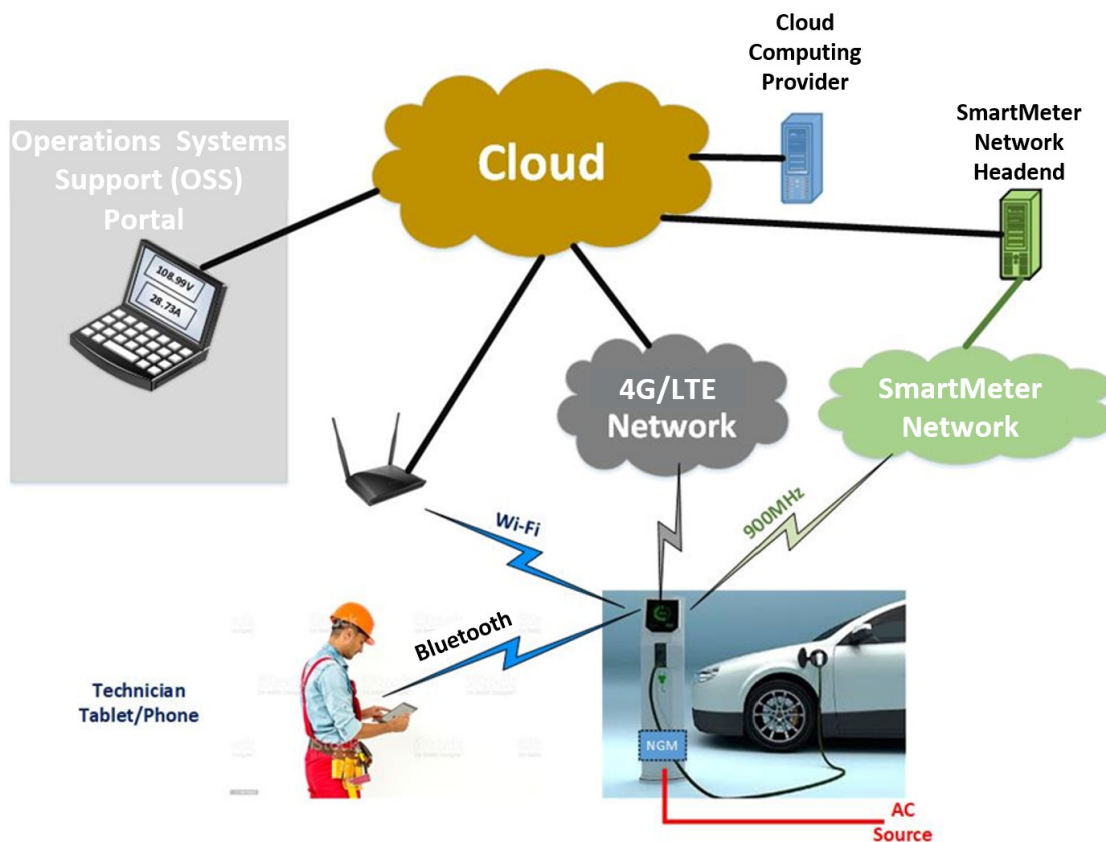 Cloud
Computing
Provider
SmartMeter
Network
Headend
Operations Systems
Support (OSS)
Portal
Cloud
108.99V
28.73A
4G/LTE
Network
SmartMeter
Network
Wi-Fi
900MHz
Bluetooth
Technician
Tablet/Phone
NGM
AC
Source
iStock